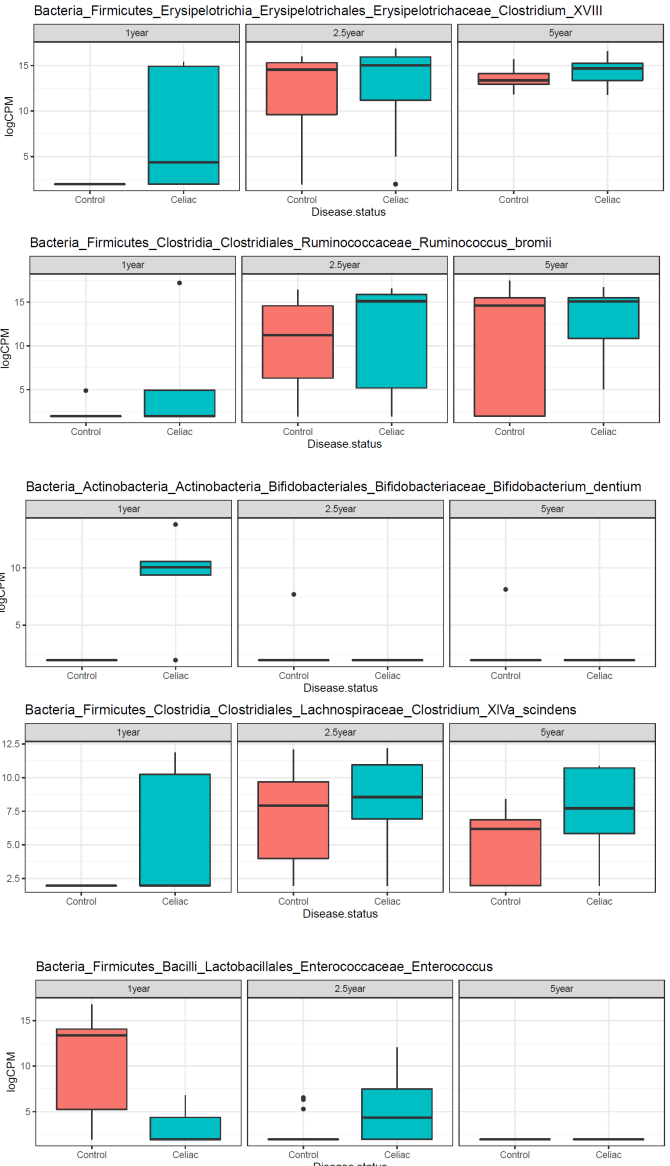 Bacteria_Firmicutes_Erysipelotrichia_Erysipelotrichales_Erysipelotrichaceae_Clostridium_XVIII
1year 2.5year 5year
logCPM
15
10
5
Control Celiac Control Celiac Control Celiac
Disease.status
Bacteria_Firmicutes_Clostridia_Clostridiales_Ruminococcaceae_Ruminococcus_bromii
1year 2.5year 5year
logCPM
15
10
5
Control Celiac Control Celiac Control Celiac
Disease.status
Bacteria_Actinobacteria_Actinobacteria_Bifidobacteriales_Bifidobacteriaceae_Bifidobacterium_dentium
1year 2.5year 5year
logCPM
10
5
Control Celiac Control Celiac Control Celiac
Disease.status
Bacteria_Firmicutes_Clostridia_Clostridiales_Lachnospiraceae_Clostridium_XIVa_scindens
1year 2.5year 5year
12.5
10.0
7.5
5.0
2.5
Control Celiac Control Celiac Control Celiac
Disease.status
Bacteria_Firmicutes_Bacilli_Lactobacillales_Enterococcaceae_Enterococcus
1year 2.5year 5year
logCPM
15
10
5
Control Celiac Control Celiac Control Celiac
Disease.status